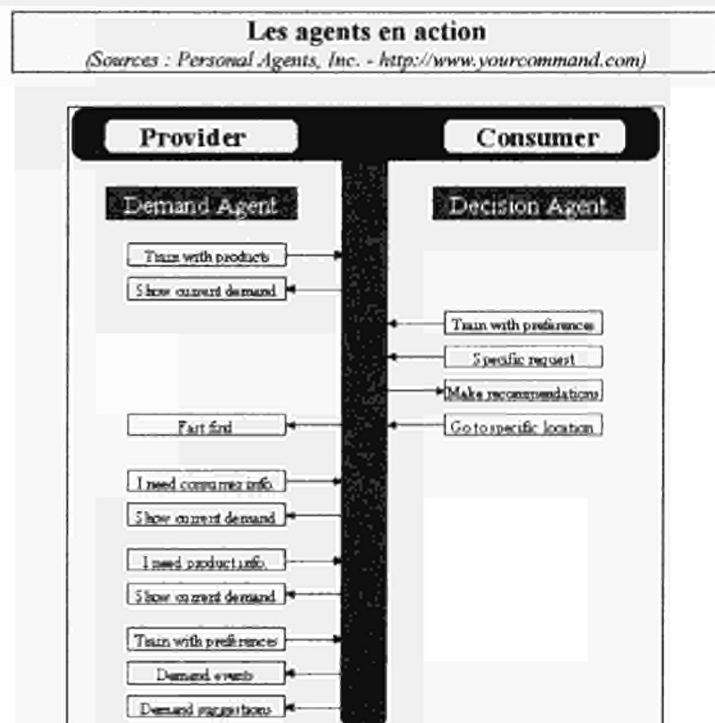 Les agents en action
(Sources : Personal Agents, Inc. - http://www.yourcommand.com)
Provider
Consumer
Demand Agent
Decision Agent
Train with products
Show current demand
Train with preferences
Specific request
Make recommendations
Fast find
Go to specific location
I need consumer info.
Show current demand
I need product info.
Show current demand
Train with preferences
Demand events
Demand suggestions